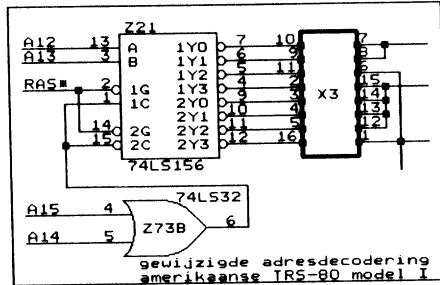 Z21
A12 13 A 1Y0 7 10 7
A13 3 B 1Y1 6 9 8
1Y2 5 11 6
RAS* 2 1G 1Y3 4 2 15
1 1C 2Y0 9 3 14
2Y1 10 4 13
14 2G 2Y2 11 5 12
15 2C 2Y3 12 16 1
X3
74LS156
74LS32
A15 4
Z73B 6
A14 5
gewijzigde adresdecodering
amerikaanse TRS-80 model I